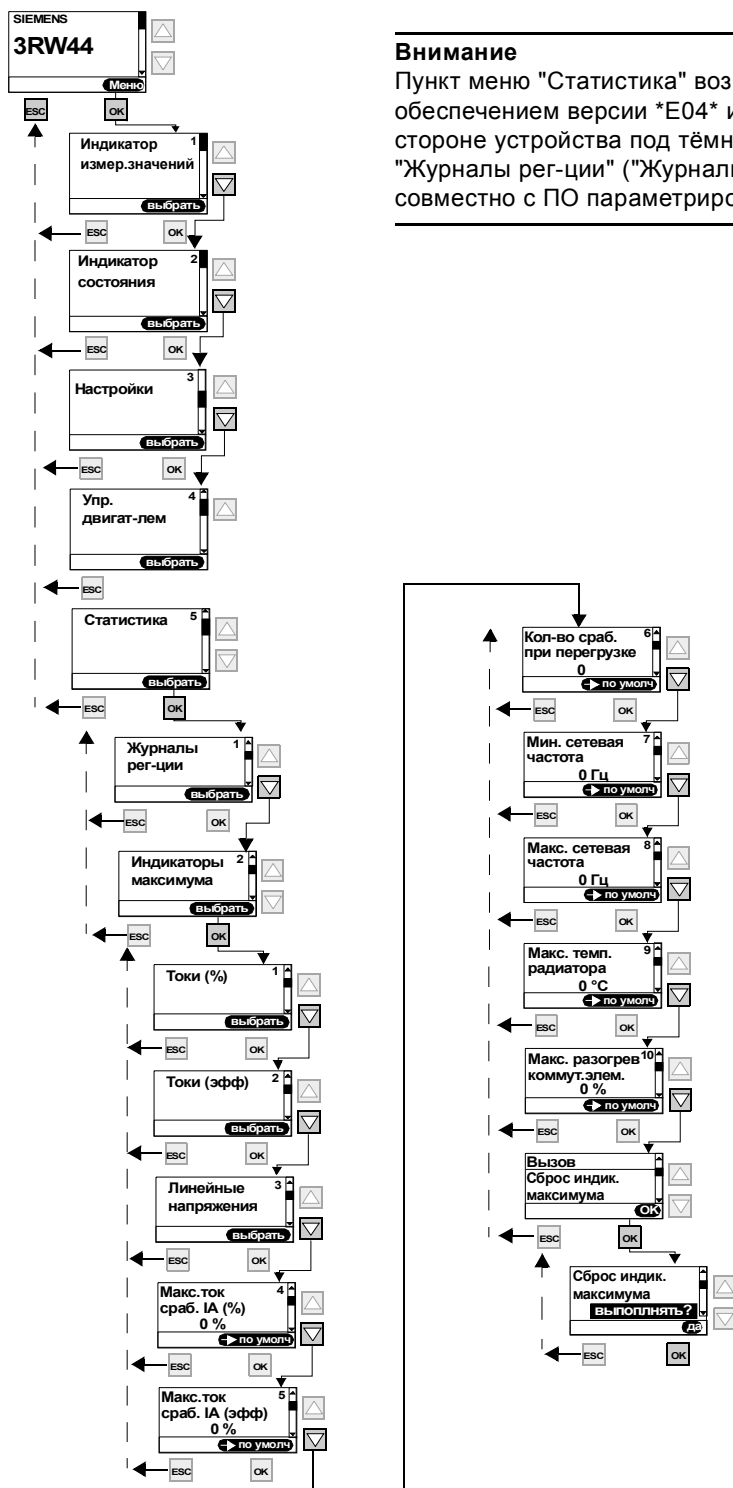 SIEMENS
3RW44
Меню
ESC
OK
Внимание
Пункт меню "Статистика" воз
обеспечением версии *E04* и
стороне устройства под тёмн
"Журналы рег-ции" ("Журнал
совместно с ПО параметриро
Индикатор 1
измер.значений
выбрать
ESC
OK
Индикатор 2
состояния
выбрать
ESC
OK
3
Настройки
выбрать
ESC
OK
Упр. 4
двигат-лем
выбрать
ESC
Статистика 5
выбрать
ESC
OK
Журналы 1
рег-ции
выбрать
ESC
OK
Индикаторы 2
максимума
выбрать
ESC
OK
Токи (%) 1
выбрать
ESC
OK
Токи (эфф) 2
выбрать
ESC
OK
Линейные 3
напряжения
выбрать
ESC
OK
Макс.ток 4
сраб. IA (%)
0 %
по умолч
ESC
OK
Макс.ток 5
сраб. IA (эфф)
0 %
по умолч
ESC
OK
Кол-во сраб. 6
при перегрузке
0
по умолч
ESC
OK
Мин. сетевая 7
частота
0 Гц
по умолч
ESC
OK
Макс. сетевая 8
частота
0 Гц
по умолч
ESC
OK
Макс. темп. 9
радиатора
0 °C
по умолч
ESC
OK
Макс. разогрев 10
коммут.элем.
0 %
по умолч
ESC
OK
Вызов
Сброс индик.
максимума
OK
ESC
OK
Сброс индик.
максимума
выпоплнять?
да
ESC
OK